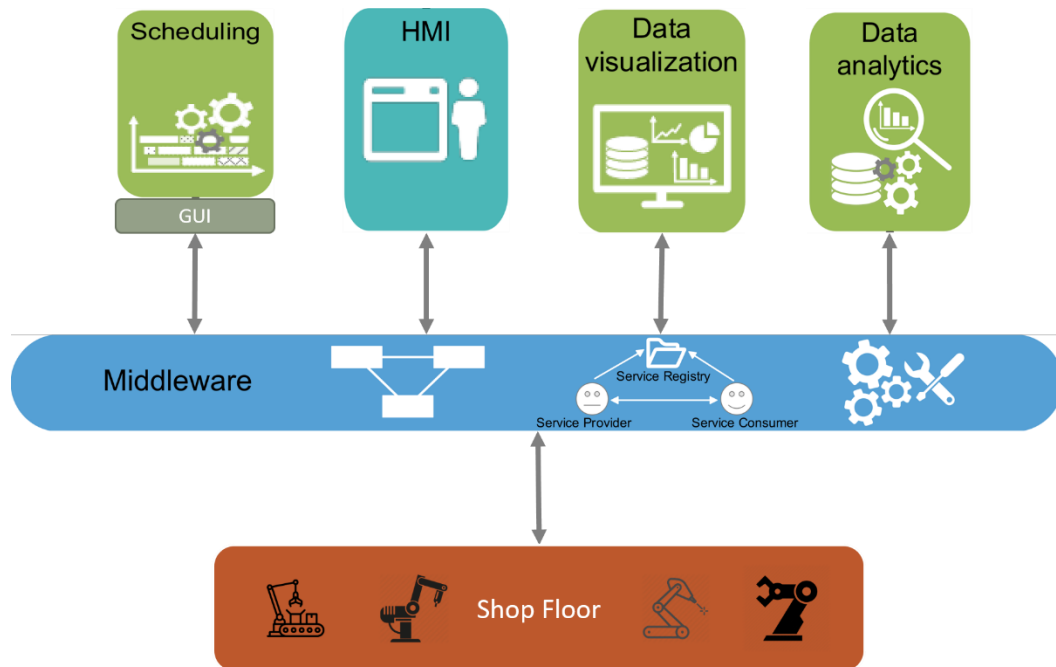 Scheduling
HMI
Data
visualization
Data
analytics
GUI
Middleware
Service Registry
Service Provider
Service Consumer
Shop Floor